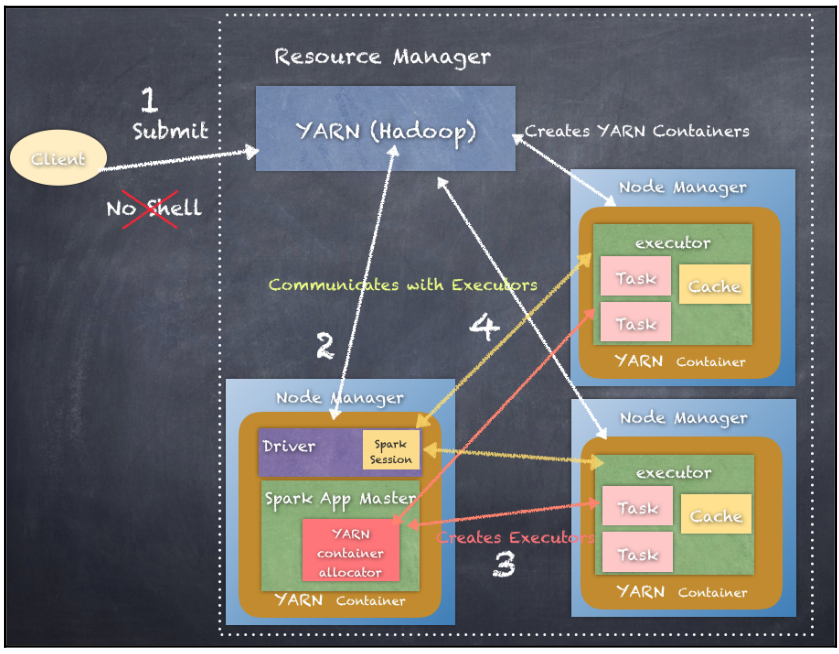 Resource Manager
1
Submit
YARN (Hadoop)
Creates YARN Containers
Client
No Shell
Node Manager
executor
Task
Cache
Task
YARN Container
Communicates with Executors
2
4
Node Manager
Driver
Spark
Session
Spark App Master
YARN
container
allocator
YARN Container
Creates Executors
3
Node Manager
executor
Task
Cache
Task
YARN Container